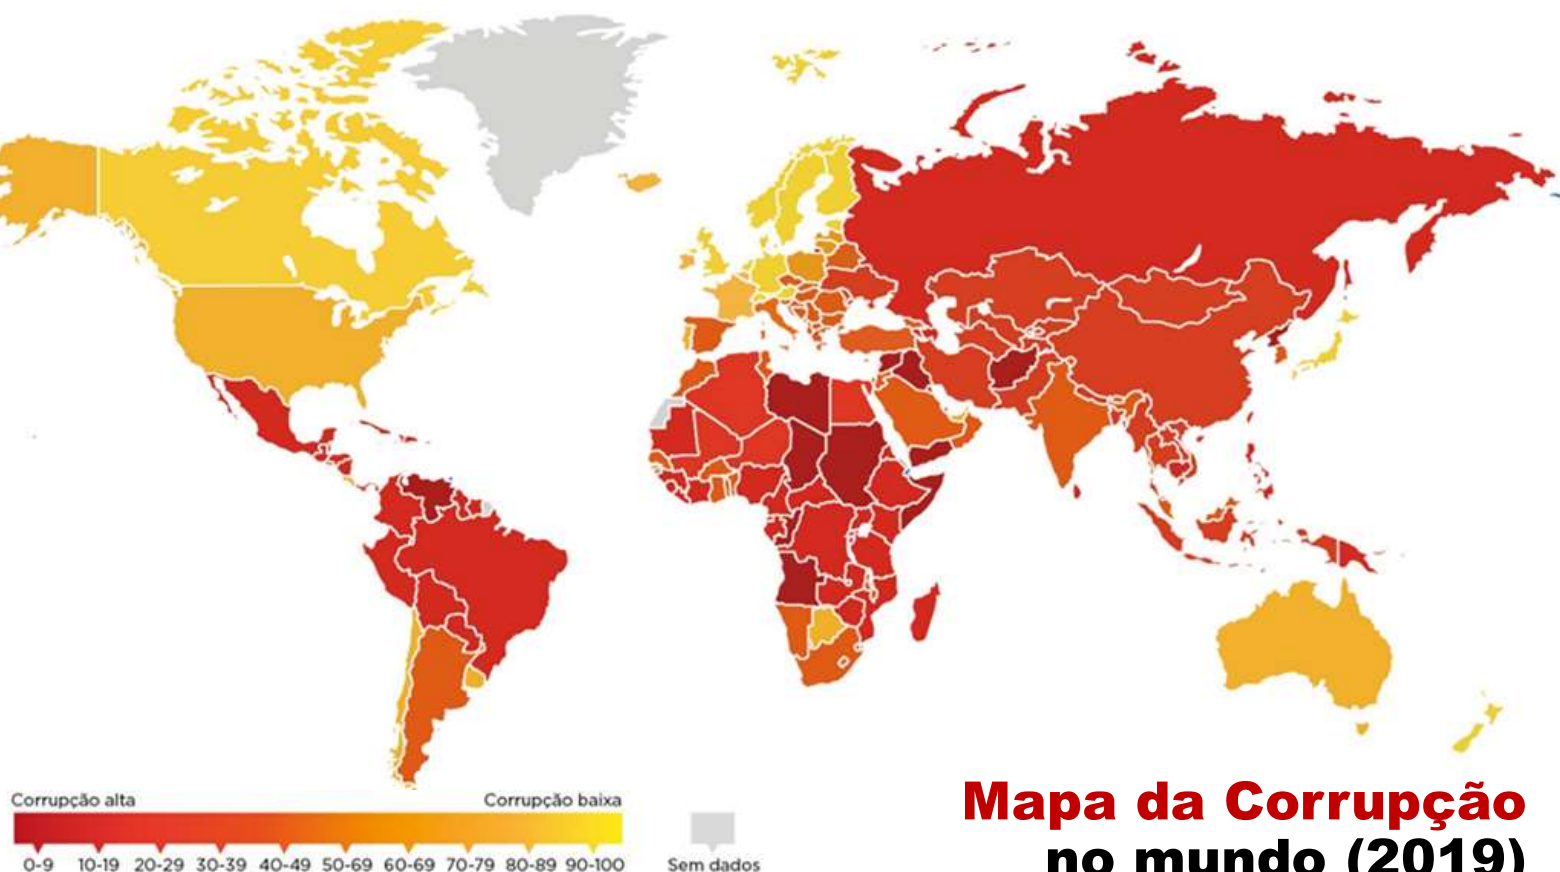 Corrupção alta Corrupção baixa
0-9 10-19 20-29 30-39 40-49 50-69 60-69 70-79 80-89 90-100
Sem dados
Mapa da Corrupção
no mundo (2019)